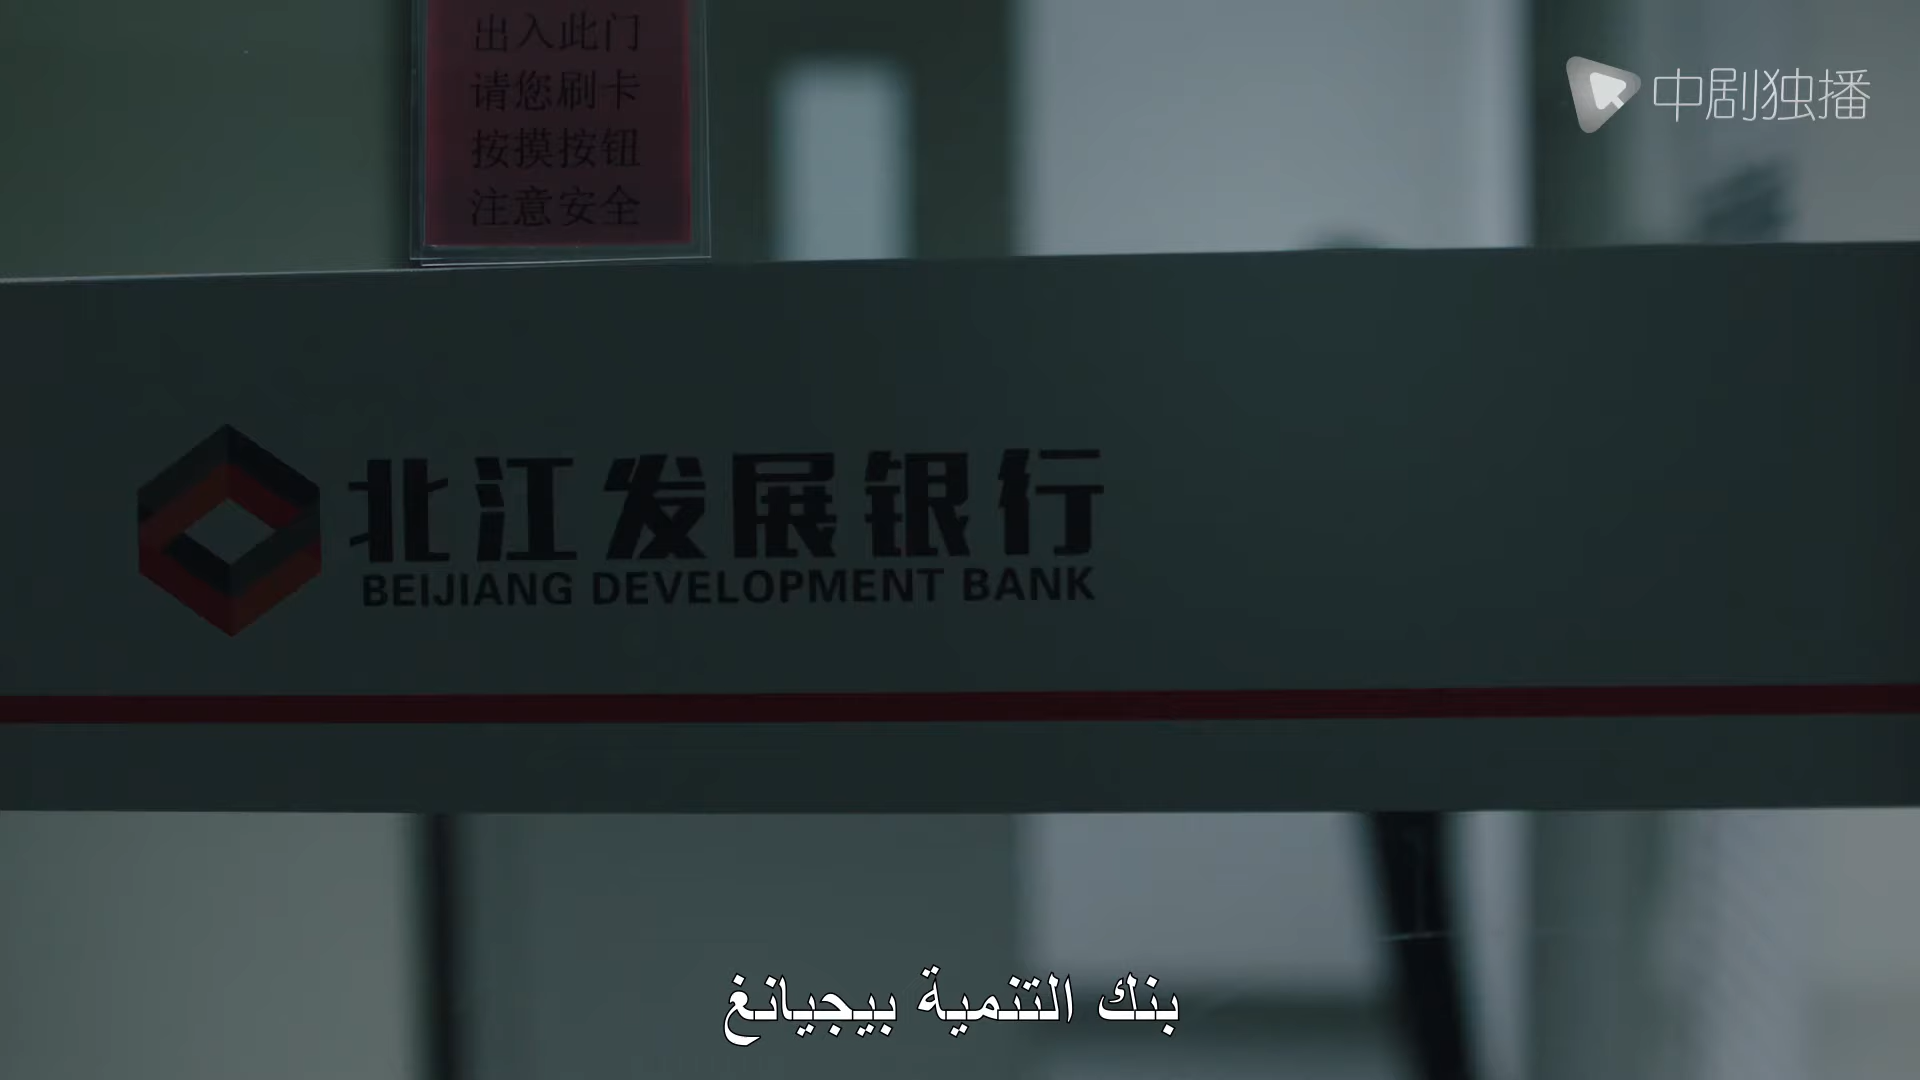 出入此门
请您刷卡
按摸按钮
注意安全
中剧独播
北江发展银行
BEIJIANG DEVELOPMENT BANK
بنك التنمية بيجيانغ